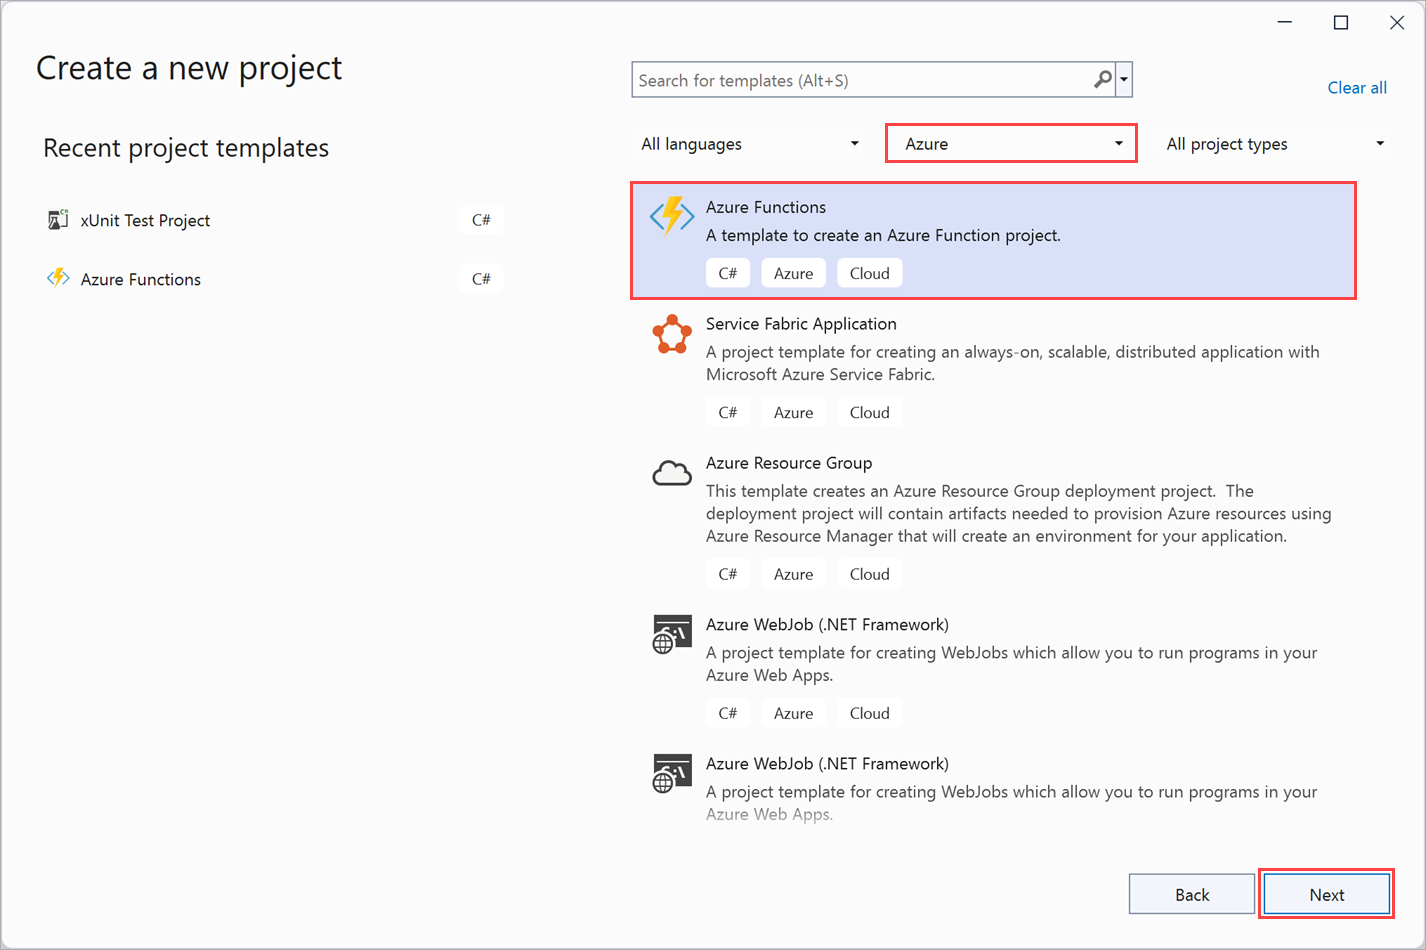 Create a new project
Search for templates (Alt+S)
Clear all
All languages
Azure
All project types
Recent project templates
xUnit Test Project
C#
Azure Functions
C#
Azure Functions
A template to create an Azure Function project.
C# Azure Cloud
Service Fabric Application
A project template for creating an always-on, scalable, distributed application with
Microsoft Azure Service Fabric.
C# Azure Cloud
Azure Resource Group
This template creates an Azure Resource Group deployment project.  The
deployment project will contain artifacts needed to provision Azure resources using
Azure Resource Manager that will create an environment for your application.
C# Azure Cloud
Azure WebJob (.NET Framework)
A project template for creating WebJobs which allow you to run programs in your
Azure Web Apps.
C# Azure Cloud
Azure WebJob (.NET Framework)
A project template for creating WebJobs which allow you to run programs in your
Azure Web Apps.
Back
Next